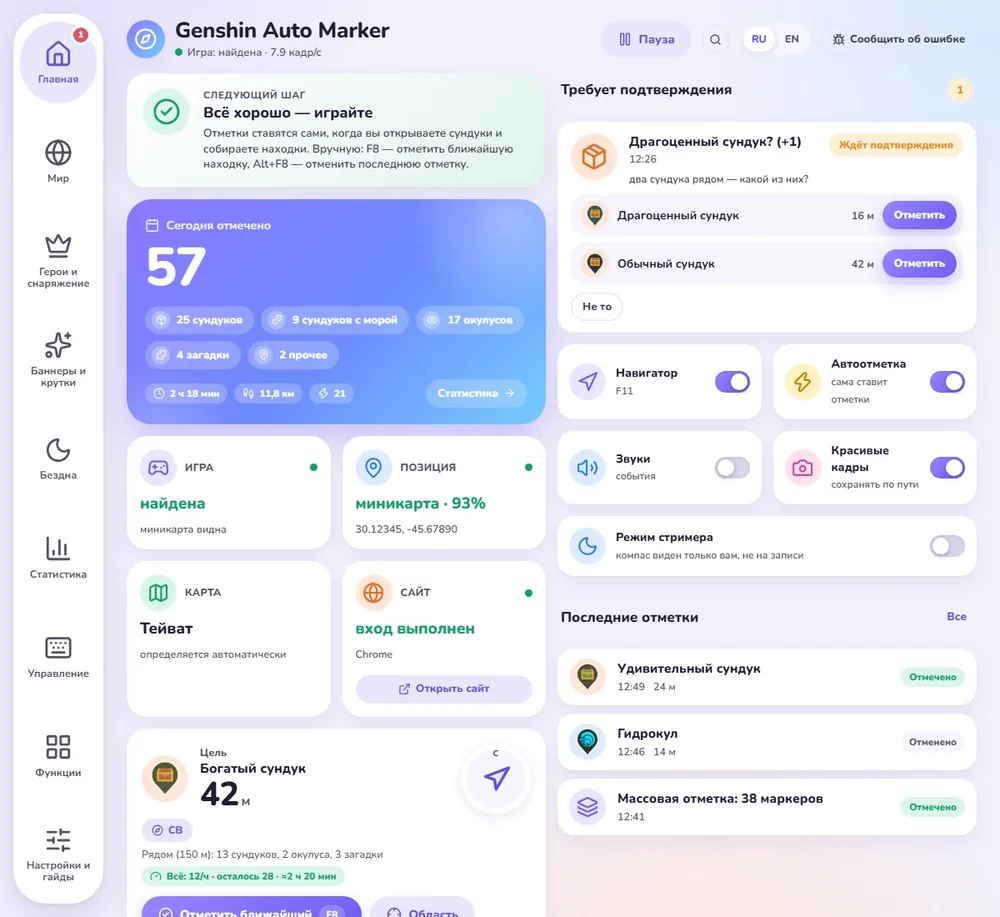 1
Главная
Мир
Герои и
снаряжение
Баннеры и
крутки
Бездна
Статистика
Управление
Функции
Настройки и
гайды
Genshin Auto Marker
Игра: найдена · 7.9 кадр/с
Пауза
RU
EN
Сообщить об ошибке
СЛЕДУЮЩИЙ ШАГ
Всё хорошо — играйте
Отметки ставятся сами, когда вы открываете сундуки и
собираете находки. Вручную: F8 — отметить ближайшую
находку, Alt+F8 — отменить последнюю отметку.
Сегодня отмечено
57
25 сундуков
9 сундуков с морой
17 окулусов
4 загадки
2 прочее
2 ч 18 мин
11,8 км
21
Статистика →
ИГРА
найдена
миникарта видна
ПОЗИЦИЯ
миникарта · 93%
30.12345, -45.67890
КАРТА
Тейват
определяется автоматически
САЙТ
вход выполнен
Chrome
Открыть сайт
Цель
Богатый сундук
42 м
С
СВ
Рядом (150 м): 13 сундуков, 2 окулуса, 3 загадки
Всё: 12/ч · осталось 28 · ≈2 ч 20 мин
Отметить ближайший F8
Область
Требует подтверждения
1
Драгоценный сундук? (+1)
Ждёт подтверждения
12:26
два сундука рядом — какой из них?
Драгоценный сундук
16 м
Отметить
Обычный сундук
42 м
Отметить
Не то
Навигатор
F11
Автоотметка
сама ставит
отметки
Звуки
события
Красивые
кадры
сохранять по пути
Режим стримера
компас виден только вам, не на записи
Последние отметки
Все
Удивительный сундук
12:49 24 м
Отмечено
Гидрокул
12:46 14 м
Отменено
Массовая отметка: 38 маркеров
12:41
Отмечено